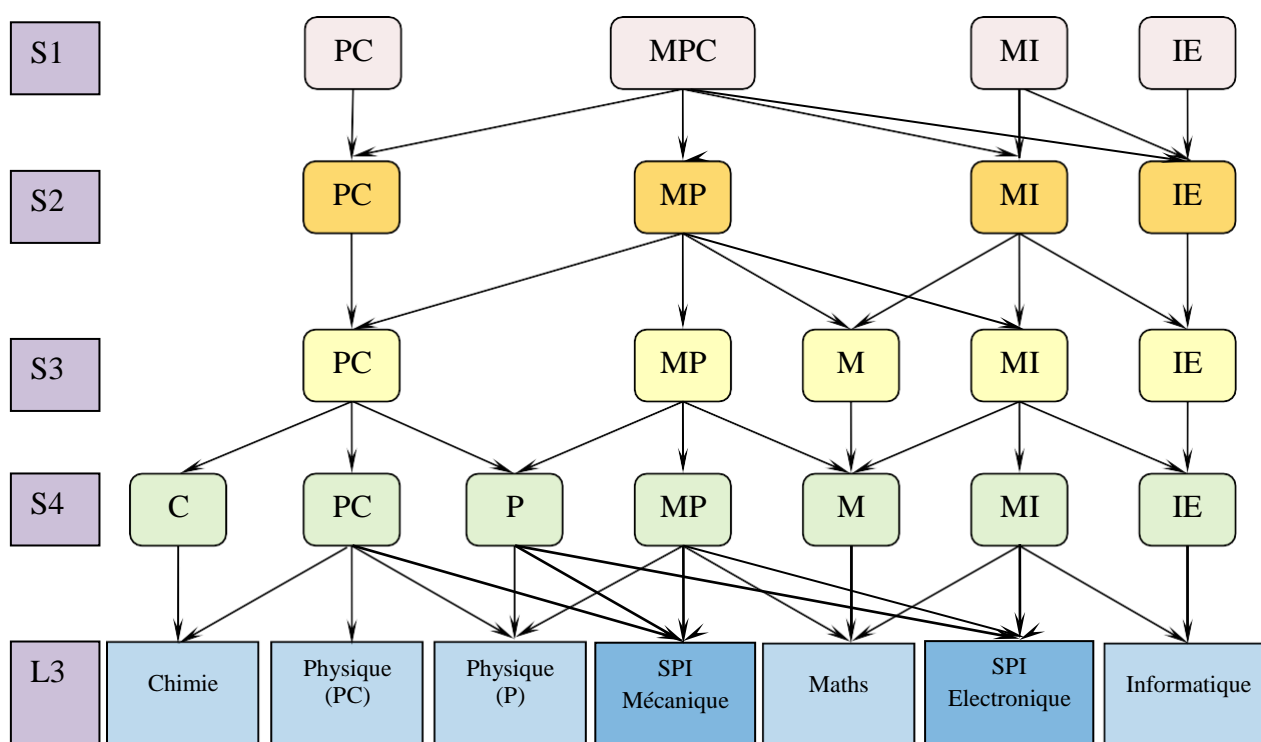 S1
PC
MPC
MI
IE
S2
PC
MP
MI
IE
S3
PC
MP
M
MI
IE
S4
C
PC
P
MP
M
MI
IE
L3
Chimie
Physique
(PC)
Physique
(P)
SPI
Mécanique
Maths
SPI
Electronique
Informatique